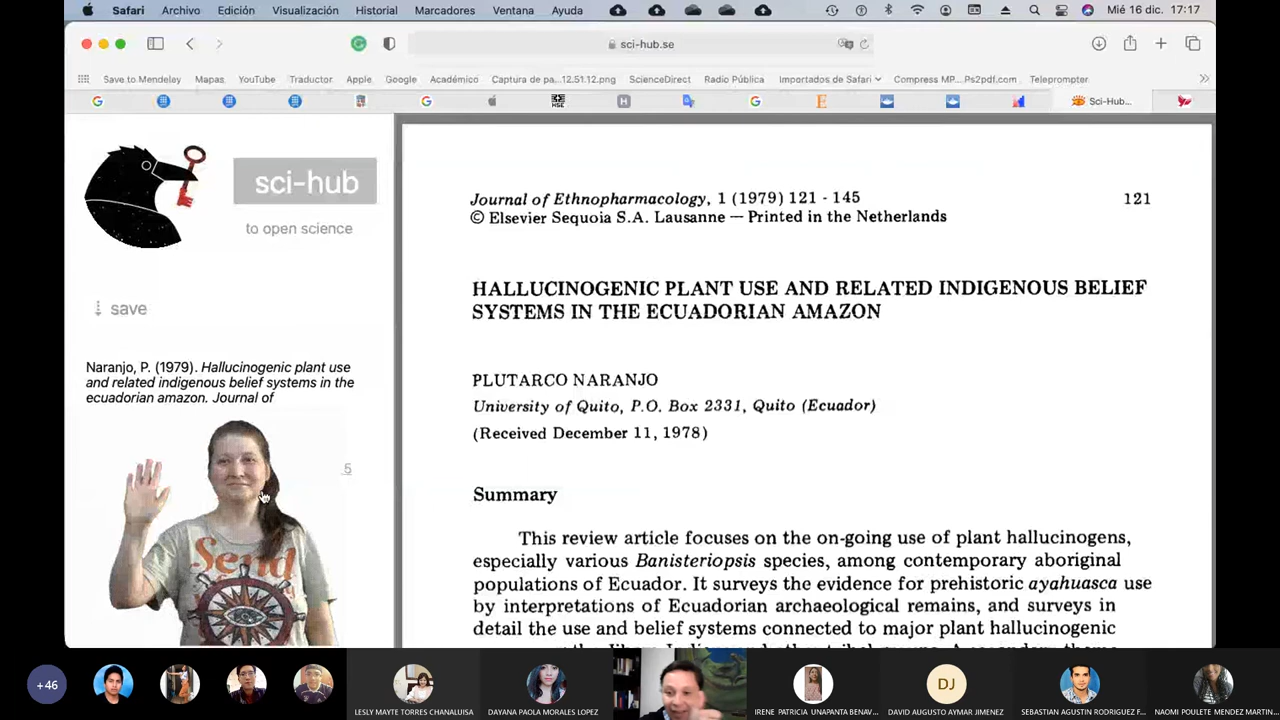 Safari Archivo Edición Visualización Historial Marcadores Ventana Ayuda Mié 16 dic. 17:17
sci-hub.se
Save to Mendeley Mapas YouTube Traductor Apple Google Académico Captura de pa...12.51.12.png ScienceDirect Radio Pública Importados de Safari Compress MP....Ps2pdf.com Teleprompter
Sci-Hub...
sci-hub
to open science
save
Naranjo, P. (1979). Hallucinogenic plant use
and related indigenous belief systems in the
ecuadorian amazon. Journal of
5
Send
Journal of Ethnopharmacology, 1 (1979) 121 - 145
121
© Elsevier Sequoia S.A. Lausanne — Printed in the Netherlands
HALLUCINOGENIC PLANT USE AND RELATED INDIGENOUS BELIEF
SYSTEMS IN THE ECUADORIAN AMAZON
PLUTARCO NARANJO
University of Quito, P.O. Box 2331, Quito (Ecuador)
(Received December 11, 1978)
Summary
This review article focuses on the on-going use of plant hallucinogens,
especially various Banisteriopsis species, among contemporary aboriginal
populations of Ecuador. It surveys the evidence for prehistoric ayahuasca use
by interpretations of Ecuadorian archaeological remains, and surveys in
detail the use and belief systems connected to major plant hallucinogenic
+46
LESLY MAYTE TORRES CHANALUISA
DAYANA PAOLA MORALES LOPEZ
IRENE PATRICIA UNAPANTA BENAV...
DJ
DAVID AUGUSTO AYMAR JIMENEZ
SEBASTIAN AGUSTIN RODRIGUEZ F...
NAOMI POULETE MENDEZ MARTIN...